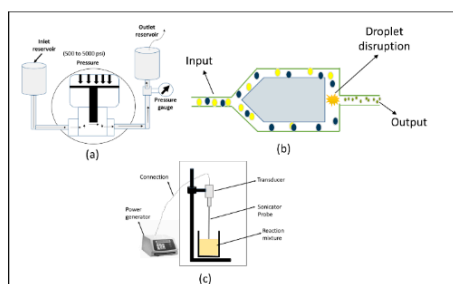 Inlet
reservoir
(500 to 5000 psi)
Pressure
Outlet
reservoir
Pressure
gauge
(a)
Input
Droplet
disruption
Output
(b)
Connection
Power
generator
Transducer
Sonicator
Probe
Reaction
mixture
(c)